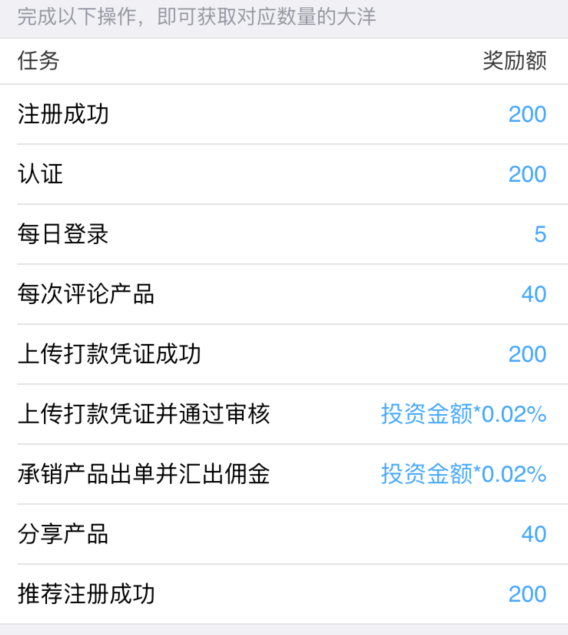 完成以下操作，即可获取对应数量的大洋
任务 奖励额
注册成功 200
认证 200
每日登录 5
每次评论产品 40
上传打款凭证成功 200
上传打款凭证并通过审核 投资金额*0.02%
承销产品出单并汇出佣金 投资金额*0.02%
分享产品 40
推荐注册成功 200